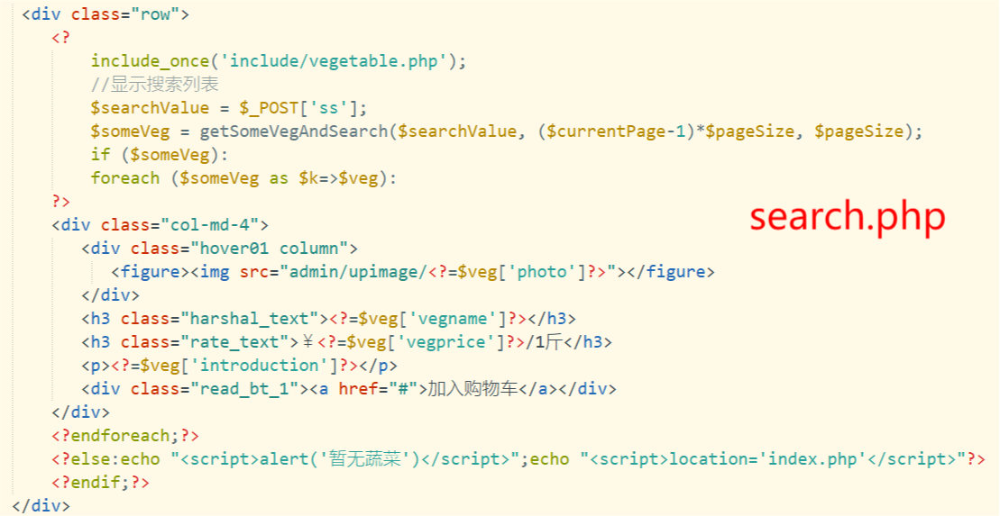 <div class="row">
<?
include_once('include/vegetable.php');
//显示搜索列表
$searchValue = $_POST['ss'];
$someVeg = getSomeVegAndSearch($searchValue, ($currentPage-1)*$pageSize, $pageSize);
if ($someVeg):
foreach ($someVeg as $k=>$veg):
?>
search.php
<div class="col-md-4">
<div class="hover01 column">
<figure><img src="admin/upimage/<?=$veg['photo']?>"></figure>
</div>
<h3 class="harshal_text"><?=$veg['vegname']?></h3>
<h3 class="rate_text">¥<?=$veg['vegprice']?>/1斤</h3>
<p><?=$veg['introduction']?></p>
<div class="read_bt_1"><a href="#">加入购物车</a></div>
</div>
<?endforeach;?>
<?else:echo "<script>alert('暂无蔬菜')</script>";echo "<script>location='index.php'</script>"?>
<?endif;?>
</div>